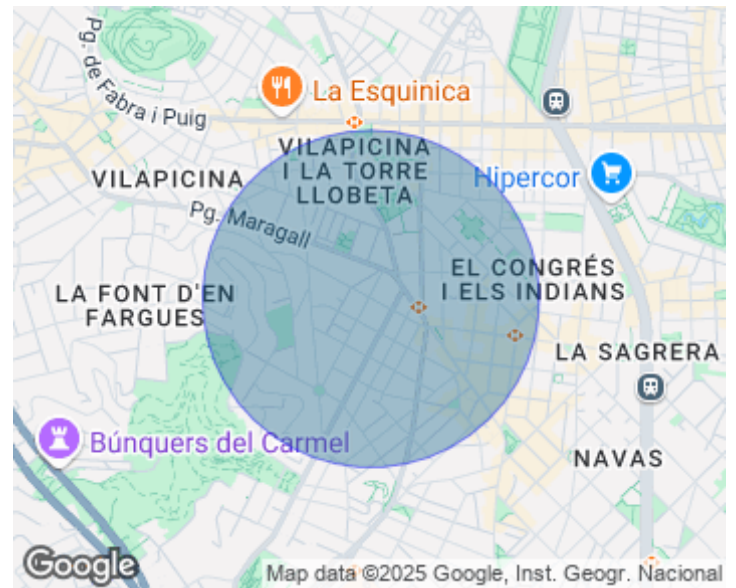 Pg. de Fabra i Puig
La Esquinica
VILAPICINA
I LA TORRE
LLOBETA
Hipercor
VILAPICINA
Pg. Maragall
EL CONGRÉS
I ELS INDIANS
LA FONT D'EN
FARGUES
LA SAGRERA
Búnquers del Carmel
NAVAS
Google
Map data ©2025 Google, Inst. Geogr. Nacional